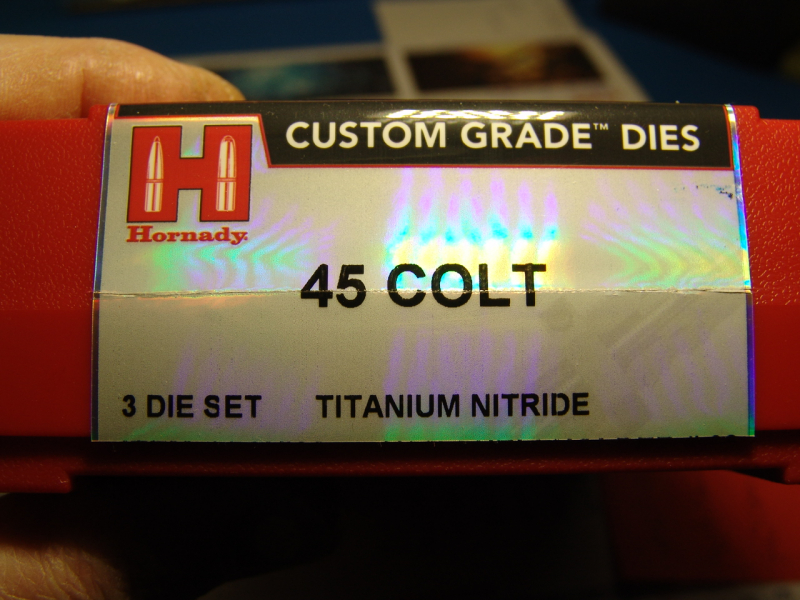 CUSTOM GRADE™ DIES
H
Hornady
45 COLT
3 DIE SET TITANIUM NITRIDE